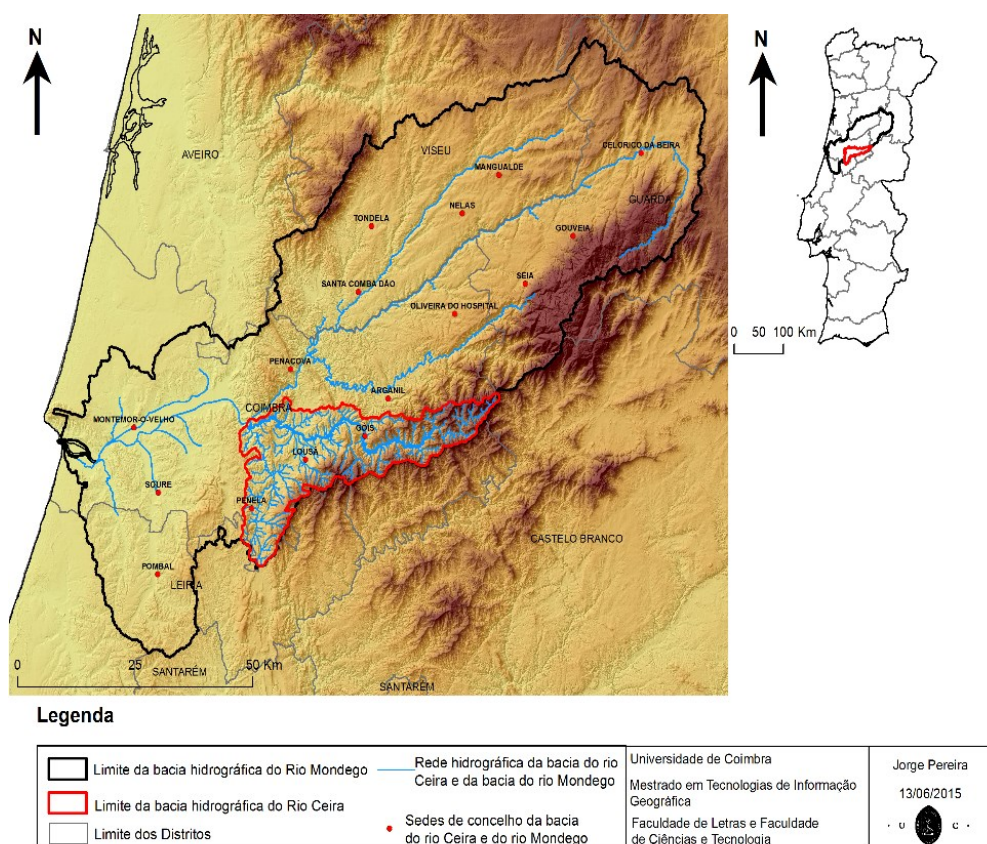 N
N
AVEIRO
VISEU
CELORICO DA BEIRA
MANGUALDE
GUARDA
NELAS
TONDELA
GOUVEIA
SEIA
SANTA COMBA DÃO
OLIVEIRA DO HOSPITAL
0 50 100 Km
PENACOVA
ARGANIL
COIMBRA
MONTEMOR-O-VELHO
GOIS
LOUSÃ
SOURE
PENELA
CASTELO BRANCO
POMBAL
LEIRIA
0 25 50 Km
SANTARÉM
SANTARÉM
Legenda
Limite da bacia hidrográfica do Rio Mondego
Limite da bacia hidrográfica do Rio Ceira
Limite dos Distritos
Rede hidrográfica da bacia do rio
Ceira e da bacia do rio Mondego
Sedes de concelho da bacia
do rio Ceira e do rio Mondego
Universidade de Coimbra
Mestrado em Tecnologias de Informação
Geográfica
Faculdade de Letras e Faculdade
de Ciências e Tecnologia
Jorge Pereira
13/06/2015
· U C ·